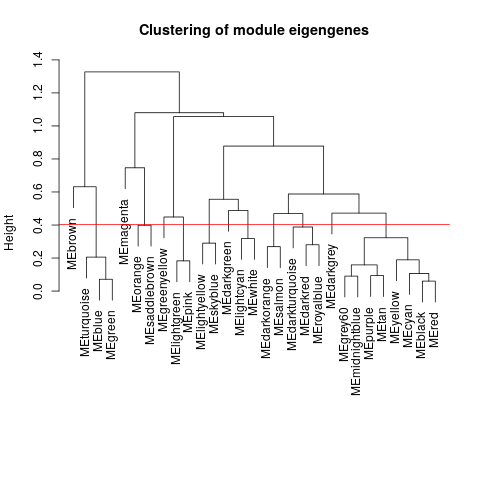 Clustering of module eigengenes
Height
1.4
1.2
1.0
0.8
0.6
0.4
0.2
0.0
MEbrown
MEturquoise
MEblue
MEgreen
MEmagenta
MEorange
MEsaddlebrown
MEgreenyellow
MElightgreen
MEpink
MElightyellow
MEskyblue
MEdarkgreen
MElightcyan
MEwhite
MEdarkorange
MEsalmon
MEdarkturquoise
MEdarkred
MEroyalblue
MEdarkgrey
MEgrey60
MEmidnightblue
MEpurple
MEtan
MEyellow
MEcyan
MEblack
MEred